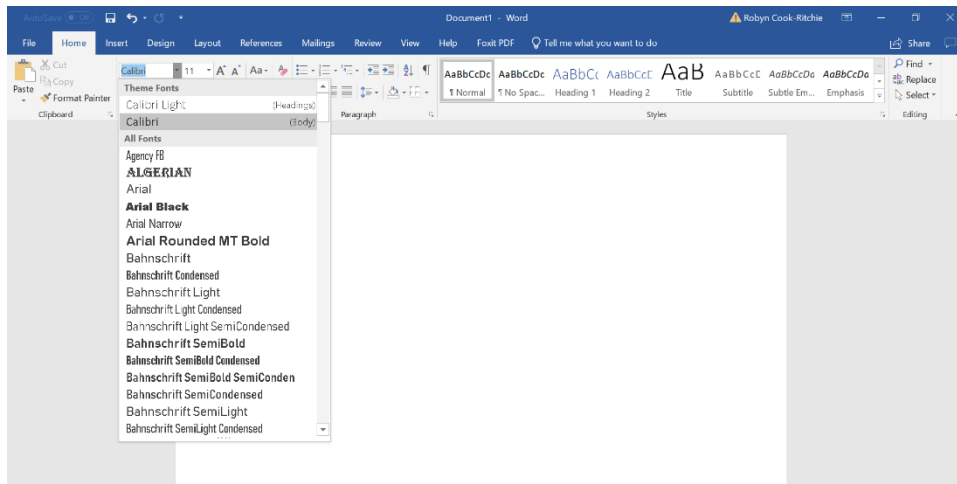 AutoSave Off Document1 - Word Robyn Cook-Ritchie
File Home Insert Design Layout References Mailings Review View Help Foxit PDF Tell me what you want to do Share
Paste
Cut
Copy
Format Painter
Clipboard
Calibri 11
Paragraph
AaBbCcDc AaBbCcDc AaBbCc AaBbCcE AaB AaBbCcD AaBbCcDa AaBbCcDa
¶ Normal ¶ No Spac... Heading 1 Heading 2 Title Subtitle Subtle Em... Emphasis
Styles
Find
Replace
Select
Editing
Theme Fonts
Calibri Light (Headings)
Calibri (Body)
All Fonts
Agency FB
ALGERIAN
Arial
Arial Black
Arial Narrow
Arial Rounded MT Bold
Bahnschrift
Bahnschrift Condensed
Bahnschrift Light
Bahnschrift Light Condensed
Bahnschrift Light SemiCondensed
Bahnschrift SemiBold
Bahnschrift SemiBold Condensed
Bahnschrift SemiBold SemiConden
Bahnschrift SemiCondensed
Bahnschrift SemiLight
Bahnschrift SemiLight Condensed